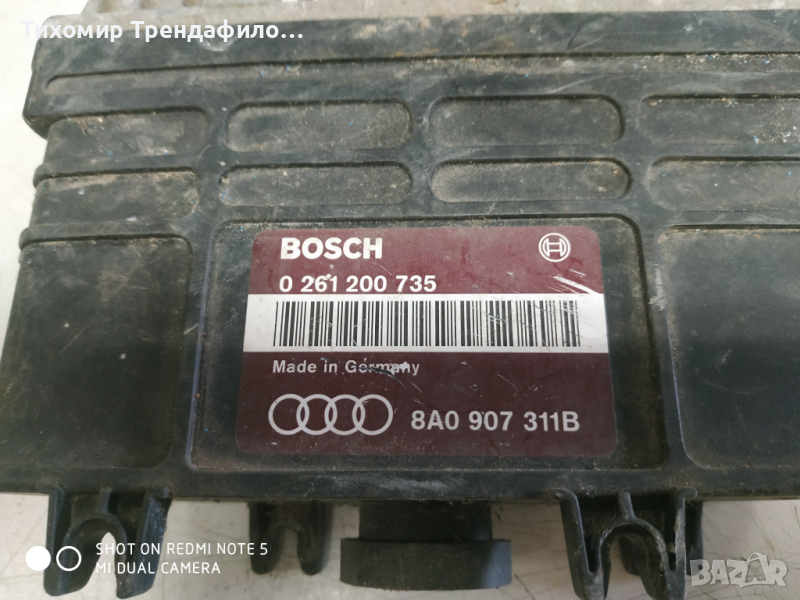 Тихомир Трендафило...
BOSCH
0 261 200 735
Made in Germany
8A0 907 311B
SHOT ON REDMI NOTE 5
MI DUAL CAMERA
BAZAR